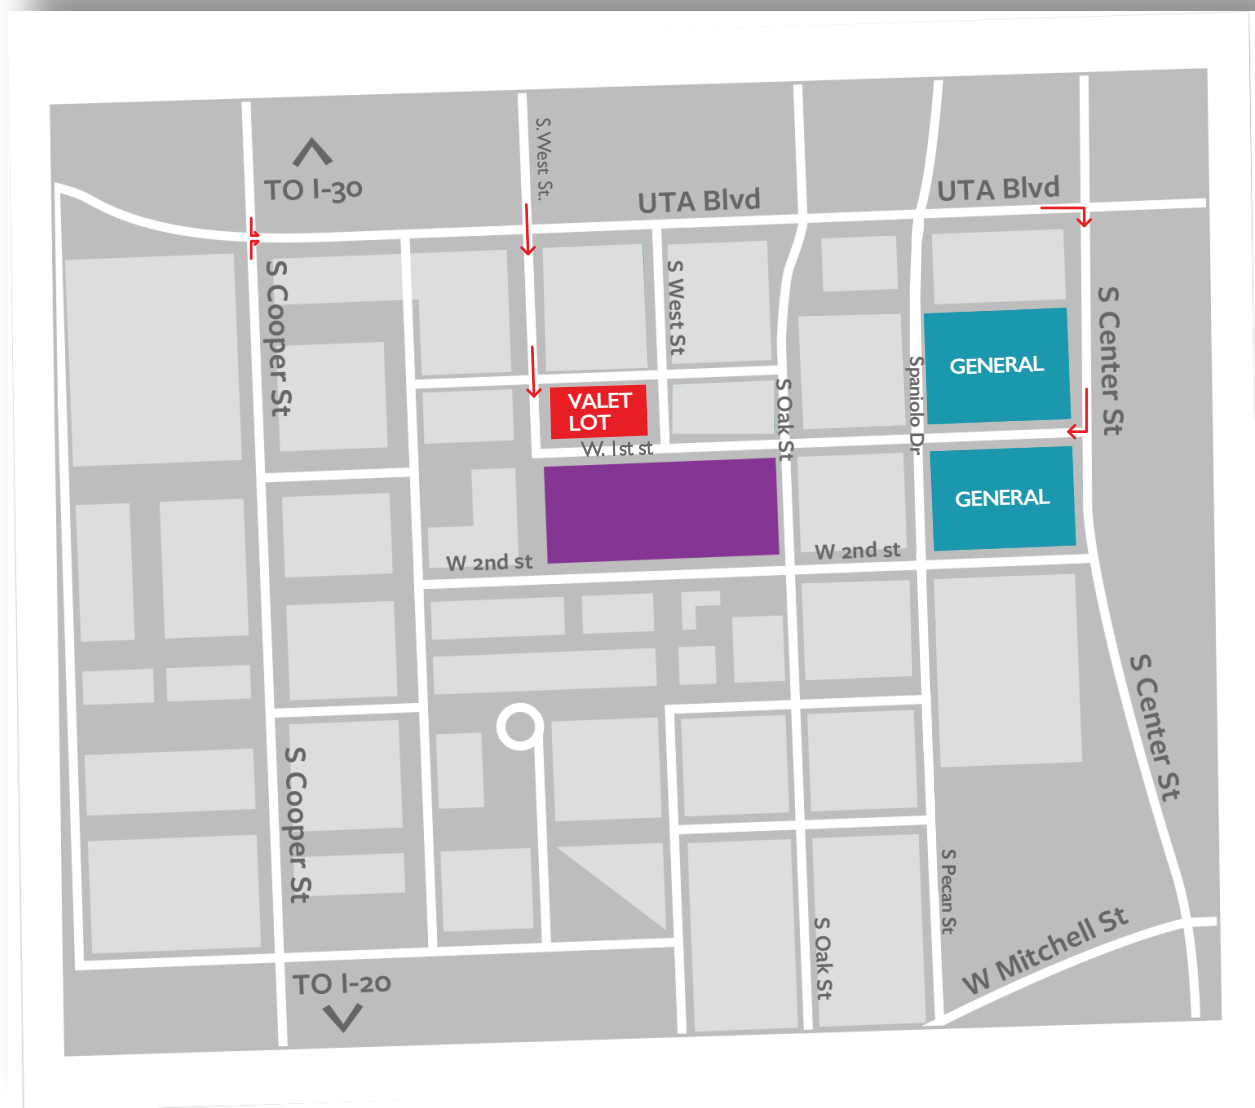 S. West St.
TO I-30
UTA Blvd
UTA Blvd
S Cooper St
S West St
S Center St
GENERAL
Spaniolo Dr
S Oak St
VALET
LOT
W. 1st st
GENERAL
W 2nd st
W 2nd st
S Center St
S Cooper St
S Pecan St
S Oak St
W Mitchell St
TO I-20